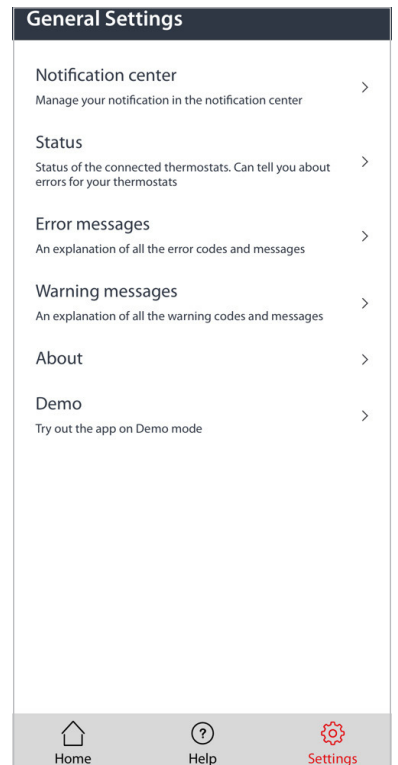 General Settings
Notification center
Manage your notification in the notification center
Status
Status of the connected thermostats. Can tell you about
errors for your thermostats
Error messages
An explanation of all the error codes and messages
Warning messages
An explanation of all the warning codes and messages
About
Demo
Try out the app on Demo mode
Home
Help
Settings